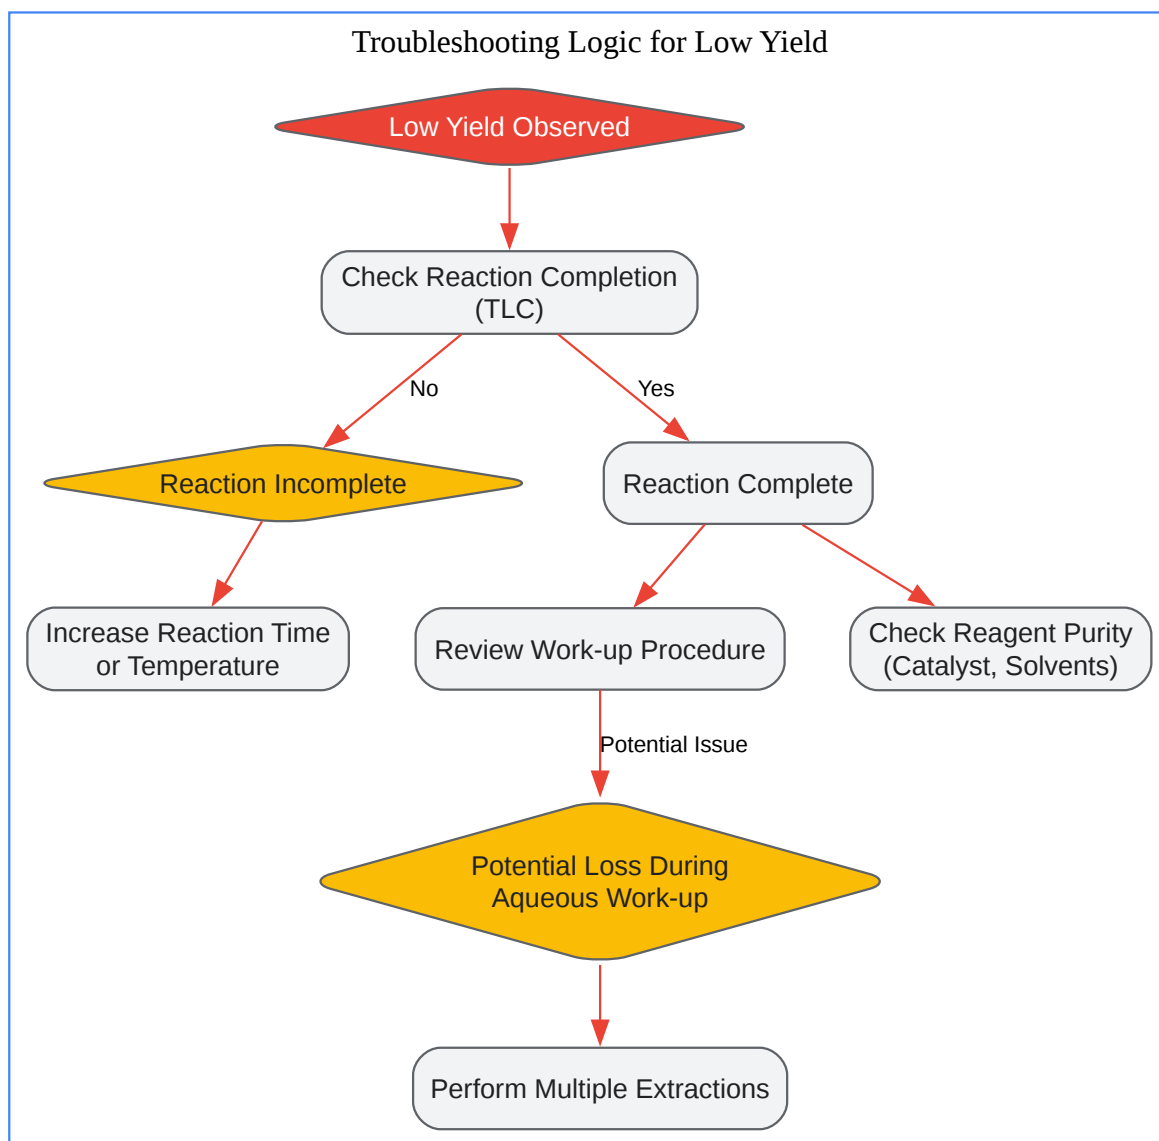 Troubleshooting Logic for Low Yield
Low Yield Observed
Check Reaction Completion
(TLC)
No
Yes
Reaction Incomplete
Reaction Complete
Increase Reaction Time
or Temperature
Review Work-up Procedure
Check Reagent Purity
(Catalyst, Solvents)
Potential Issue
Potential Loss During
Aqueous Work-up
Perform Multiple Extractions